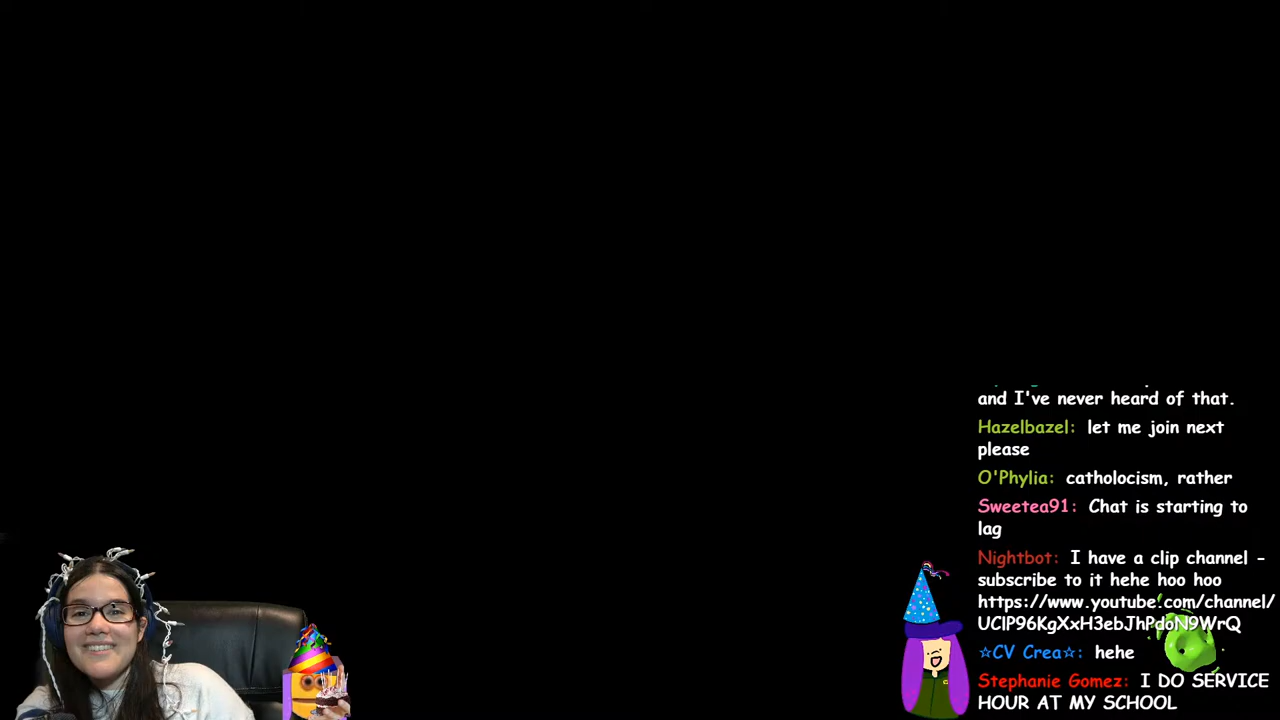 and I've never heard of that.
Hazelbazel: let me join next
please
O'Phylia: catholocism, rather
Sweetea91: Chat is starting to
lag
Nightbot: I have a clip channel -
subscribe to it hehe hoo hoo
https://www.youtube.com/channel/
UClP96KgXxH3ebJhPdoN9WrQ
☆CV Crea☆: hehe
Stephanie Gomez: I DO SERVICE
HOUR AT MY SCHOOL